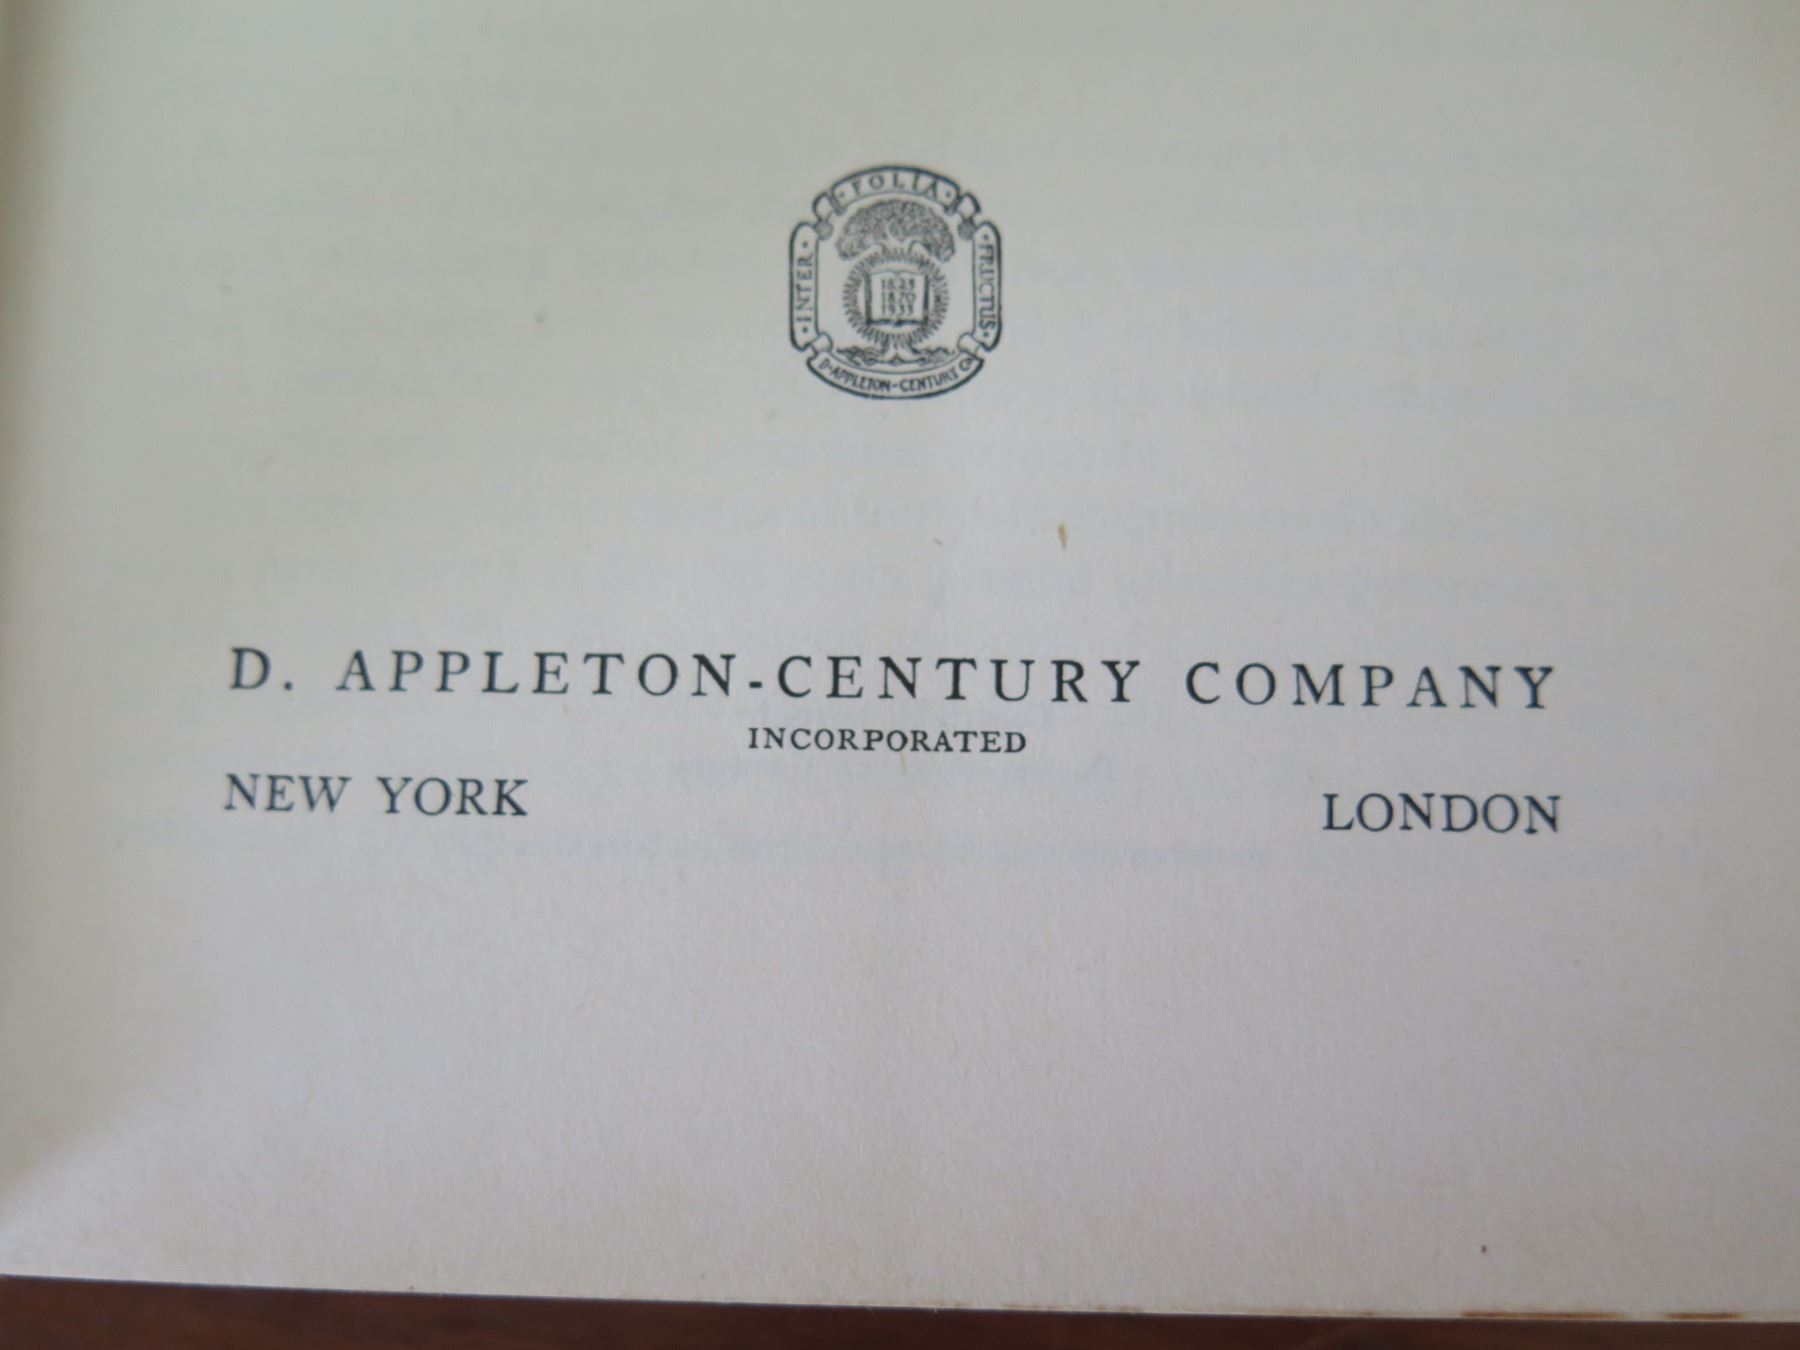 · FOLIA ·
· INTER ·
· FRUCTUS ·
1825
1870
1933
D·APPLETON-CENTURY Co
D. APPLETON-CENTURY COMPANY
INCORPORATED
NEW YORK
LONDON